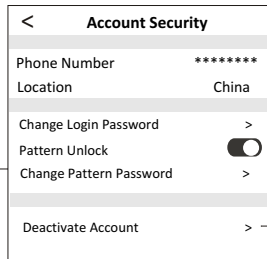 < Account Security
Phone Number ********
Location China
Change Login Password >
Pattern Unlock
Change Pattern Password >
Deactivate Account >